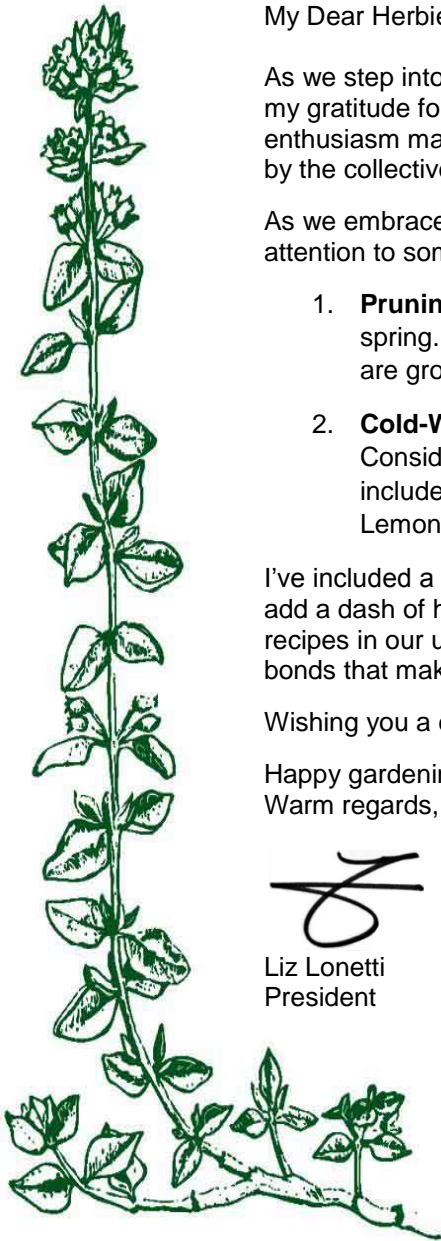 My Dear Herbie
As we step into
my gratitude fo
enthusiasm ma
by the collective
As we embrace
attention to som
1. Prunin
spring.
are gro
2. Cold-W
Consid
include
Lemon
I've included a
add a dash of h
recipes in our u
bonds that mak
Wishing you a c
Happy gardenin
Warm regards,
Liz Lonetti
President